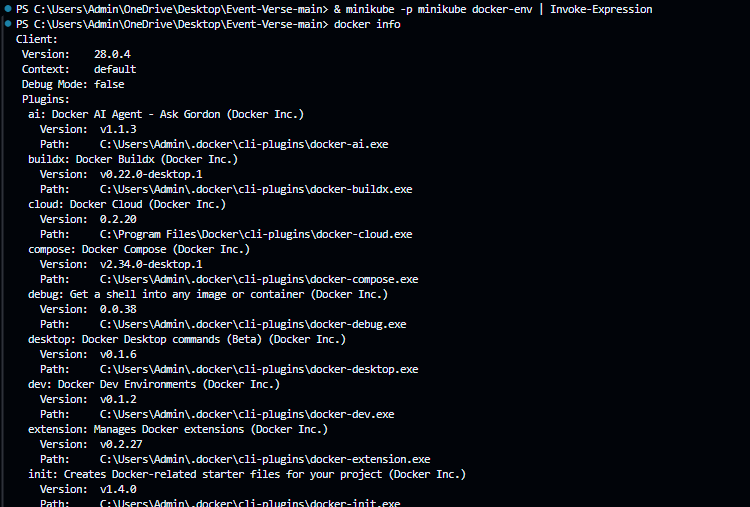 PS C:\Users\Admin\OneDrive\Desktop\Event-Verse-main> & minikube -p minikube docker-env | Invoke-Expression
PS C:\Users\Admin\OneDrive\Desktop\Event-Verse-main> docker info
Client:
 Version:    28.0.4
 Context:    default
 Debug Mode: false
 Plugins:
  ai: Docker AI Agent - Ask Gordon (Docker Inc.)
    Version:  v1.1.3
    Path:     C:\Users\Admin\.docker\cli-plugins\docker-ai.exe
  buildx: Docker Buildx (Docker Inc.)
    Version:  v0.22.0-desktop.1
    Path:     C:\Users\Admin\.docker\cli-plugins\docker-buildx.exe
  cloud: Docker Cloud (Docker Inc.)
    Version:  0.2.20
    Path:     C:\Program Files\Docker\cli-plugins\docker-cloud.exe
  compose: Docker Compose (Docker Inc.)
    Version:  v2.34.0-desktop.1
    Path:     C:\Users\Admin\.docker\cli-plugins\docker-compose.exe
  debug: Get a shell into any image or container (Docker Inc.)
    Version:  0.0.38
    Path:     C:\Users\Admin\.docker\cli-plugins\docker-debug.exe
  desktop: Docker Desktop commands (Beta) (Docker Inc.)
    Version:  v0.1.6
    Path:     C:\Users\Admin\.docker\cli-plugins\docker-desktop.exe
  dev: Docker Dev Environments (Docker Inc.)
    Version:  v0.1.2
    Path:     C:\Users\Admin\.docker\cli-plugins\docker-dev.exe
  extension: Manages Docker extensions (Docker Inc.)
    Version:  v0.2.27
    Path:     C:\Users\Admin\.docker\cli-plugins\docker-extension.exe
  init: Creates Docker-related starter files for your project (Docker Inc.)
    Version:  v1.4.0
    Path:     C:\Users\Admin\.docker\cli-plugins\docker-init.exe